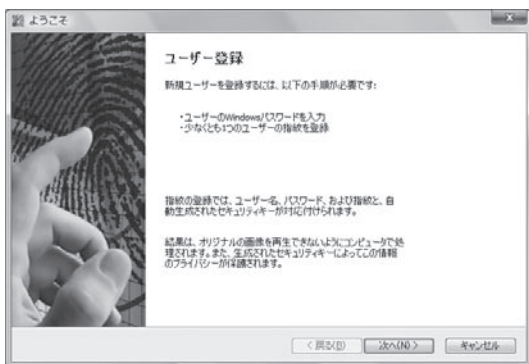 ようこそ
ユーザー登録
新規ユーザーを登録するには、以下の手順が必要です:
・ユーザーのWindowsパスワードを入力
・少なくとも1つのユーザーの指紋を登録
指紋の登録では、ユーザー名、パスワード、および指紋と、自
動生成されたセキュリティキーが対応付けられます。
結果は、オリジナルの画像を再生できないようにコンピュータで処
理されます。また、生成されたセキュリティキーによってこの情報
のプライバシーが保護されます。
< 戻る(B)
次へ(N) >
キャンセル